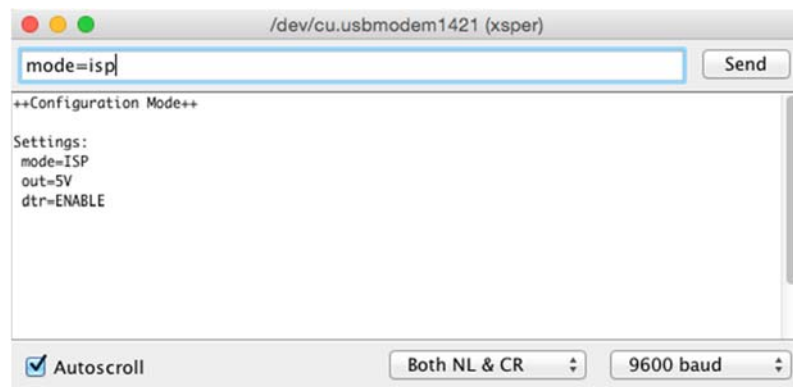 /dev/cu.usbmodem1421 (xsper)
mode=isp
Send
++Configuration Mode++
Settings:
mode=ISP
out=5V
dtr=ENABLE
Autoscroll
Both NL & CR
9600 baud